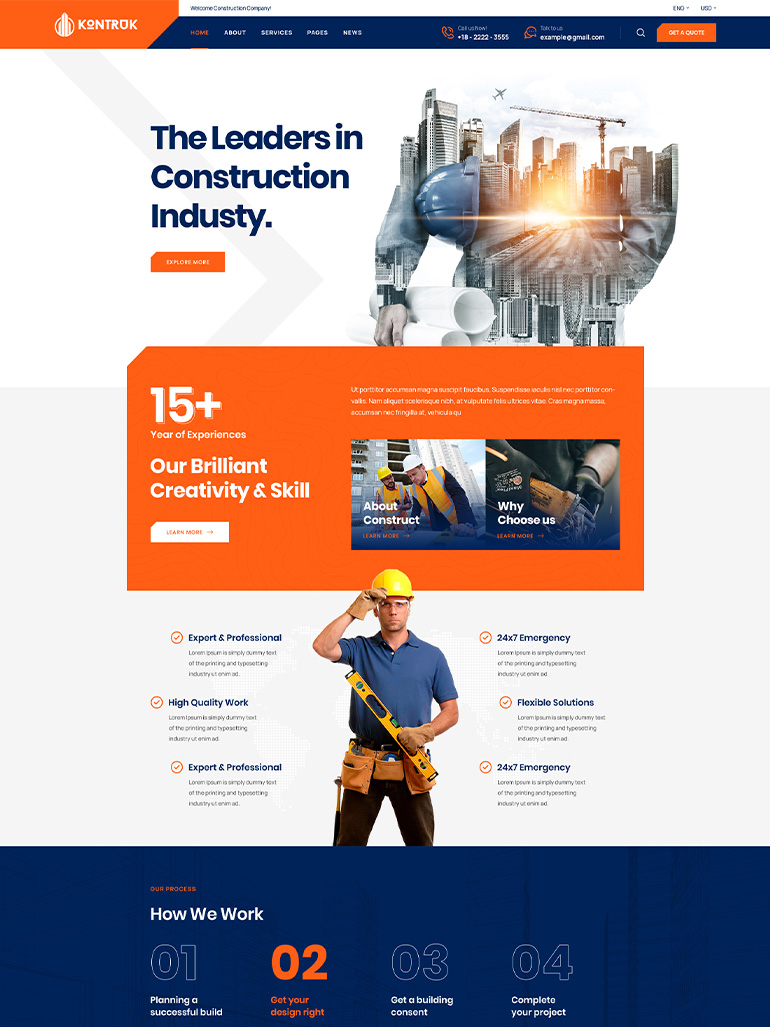 KONTRUK
Welcome Construction Company!
ENG
USD
HOME
ABOUT
SERVICES
PAGES
NEWS
Call us Now!
+18 - 2222 - 3555
Talk to us
example@gmail.com
GET A QUOTE
The Leaders in
Construction
Industy.
EXPLORE MORE
15+
Year of Experiences
Our Brilliant
Creativity & Skill
LEARN MORE
Ut porttitor accumsan magna suscipit faucibus. Suspendisse iaculis nisl nec porttitor con-
vallis. Nam aliquet scelerisque nibh, at vulputate felis ultrices vitae. Cras magna massa,
accumsan nec fringilla at, vehicula qu
About
Construct
LEARN MORE
Why
Choose us
LEARN MORE
Expert & Professional
Lorem Ipsum is simply dummy text
of the printing and typesetting
industry ut enim ad.
24x7 Emergency
Lorem Ipsum is simply dummy text
of the printing and typesetting
industry ut enim ad.
High Quality Work
Lorem Ipsum is simply dummy text
of the printing and typesetting
industry ut enim ad.
Flexible Solutions
Lorem Ipsum is simply dummy text
of the printing and typesetting
industry ut enim ad.
Expert & Professional
Lorem Ipsum is simply dummy text
of the printing and typesetting
industry ut enim ad.
24x7 Emergency
Lorem Ipsum is simply dummy text
of the printing and typesetting
industry ut enim ad.
OUR PROCESS
How We Work
01
Planning a
successful build
02
Get your
design right
03
Get a building
consent
04
Complete
your project